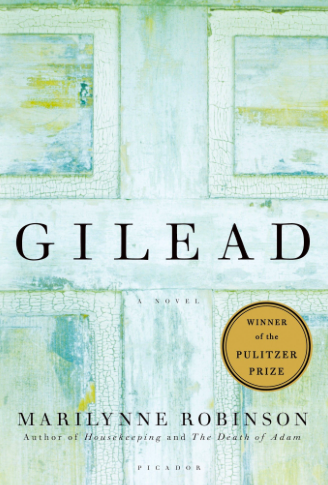 GILEAD
A NOVEL
WINNER
of the
PULITZER
PRIZE
MARILYNNE ROBINSON
Author of Housekeeping and The Death of Adam
PICADOR